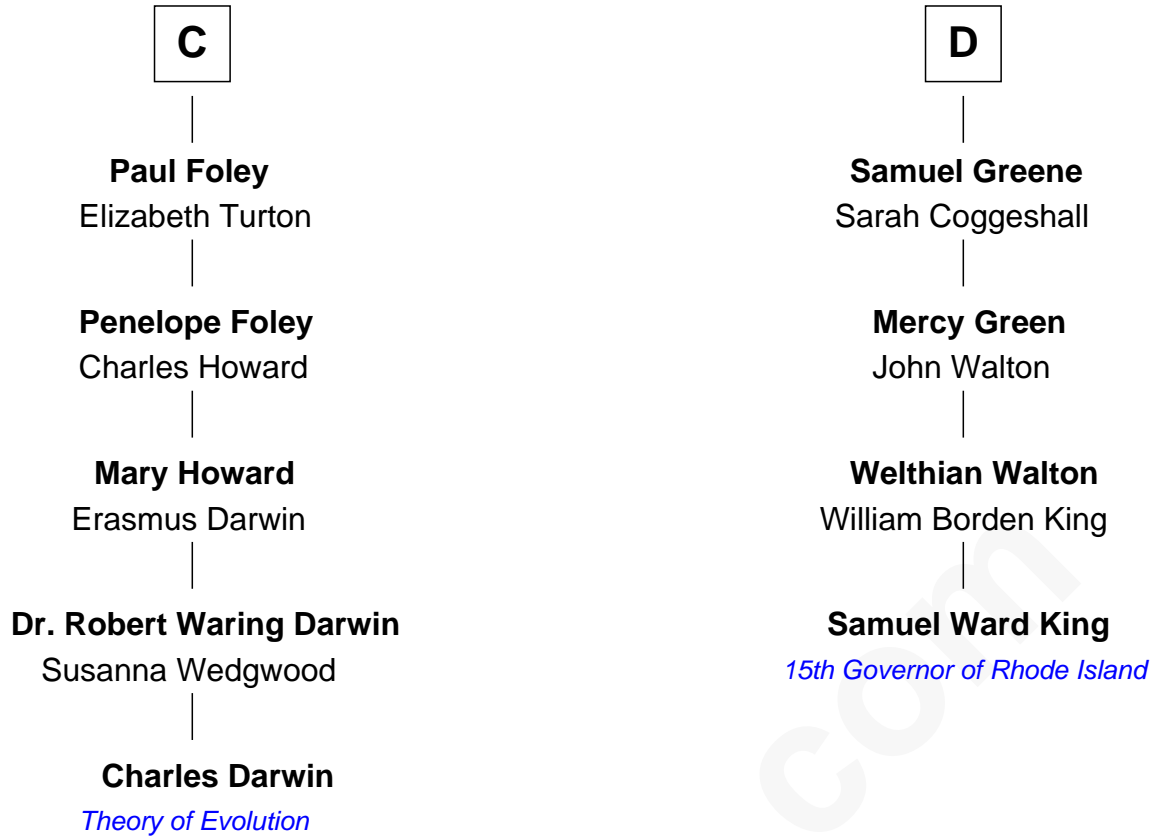 C
Paul Foley
Elizabeth Turton
Penelope Foley
Charles Howard
Mary Howard
Erasmus Darwin
Dr. Robert Waring Darwin
Susanna Wedgwood
Charles Darwin
Theory of Evolution
D
Samuel Greene
Sarah Coggeshall
Mercy Green
John Walton
Welthian Walton
William Borden King
Samuel Ward King
15th Governor of Rhode Island
com